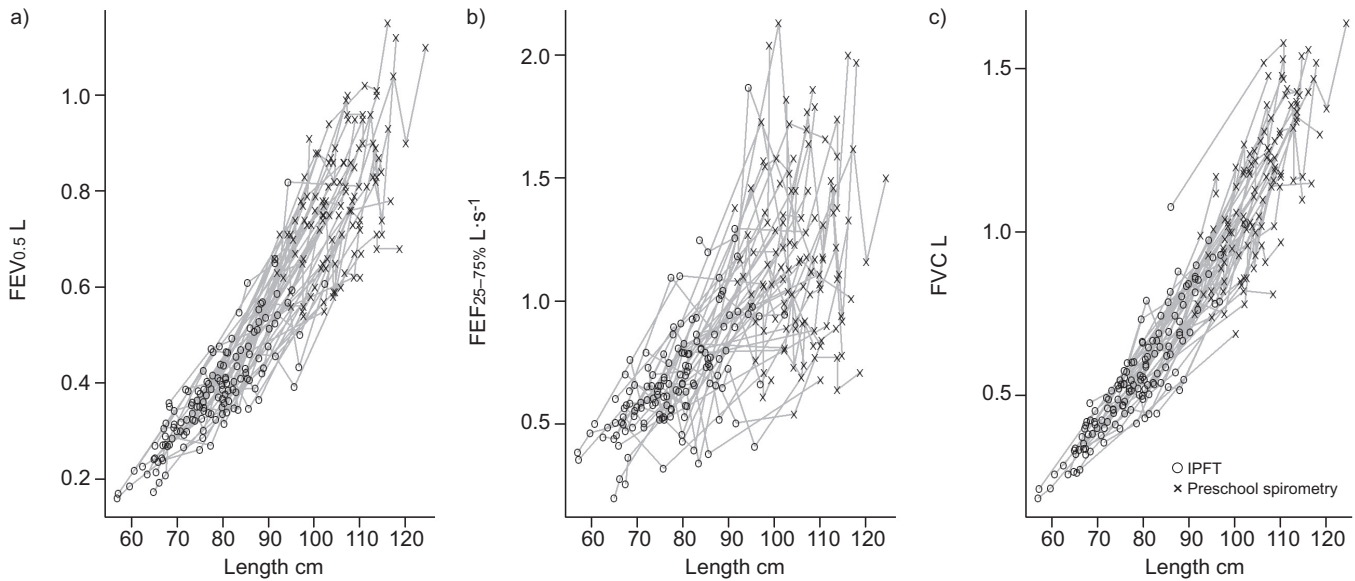 a)
FEV0.5 L
1.0
0.8
0.6
0.4
0.2
60 70 80 90 100 110 120
Length cm
b)
FEF25–75% L·s-1
2.0
1.5
1.0
0.5
60 70 80 90 100 110 120
Length cm
c)
FVC L
1.5
1.0
0.5
60 70 80 90 100 110 120
Length cm
IPFT
Preschool spirometry